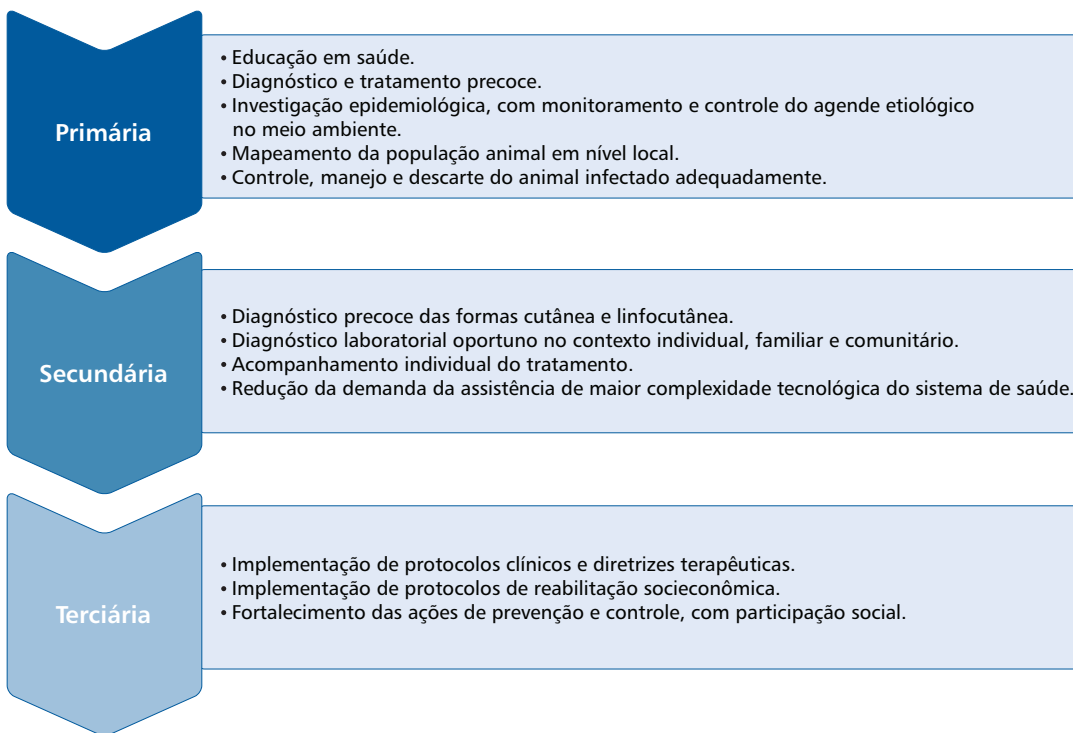 Primária
• Educação em saúde.
• Diagnóstico e tratamento precoce.
• Investigação epidemiológica, com monitoramento e controle do agende etiológico
no meio ambiente.
• Mapeamento da população animal em nível local.
• Controle, manejo e descarte do animal infectado adequadamente.
Secundária
• Diagnóstico precoce das formas cutânea e linfocutânea.
• Diagnóstico laboratorial oportuno no contexto individual, familiar e comunitário.
• Acompanhamento individual do tratamento.
• Redução da demanda da assistência de maior complexidade tecnológica do sistema de saúde.
Terciária
• Implementação de protocolos clínicos e diretrizes terapêuticas.
• Implementação de protocolos de reabilitação socieconômica.
• Fortalecimento das ações de prevenção e controle, com participação social.